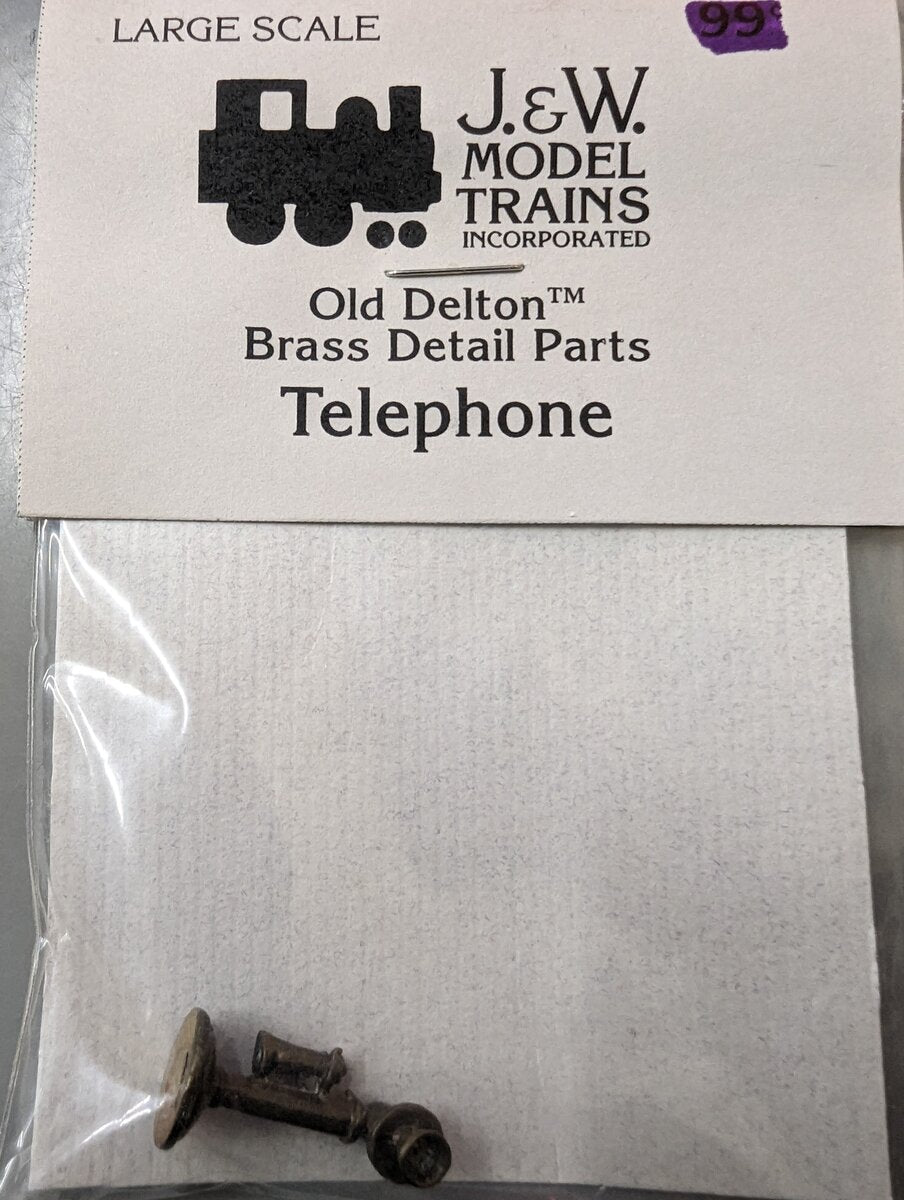 LARGE SCALE
99¢
J.&W.
MODEL
TRAINS
INCORPORATED
Old Delton™
Brass Detail Parts
Telephone